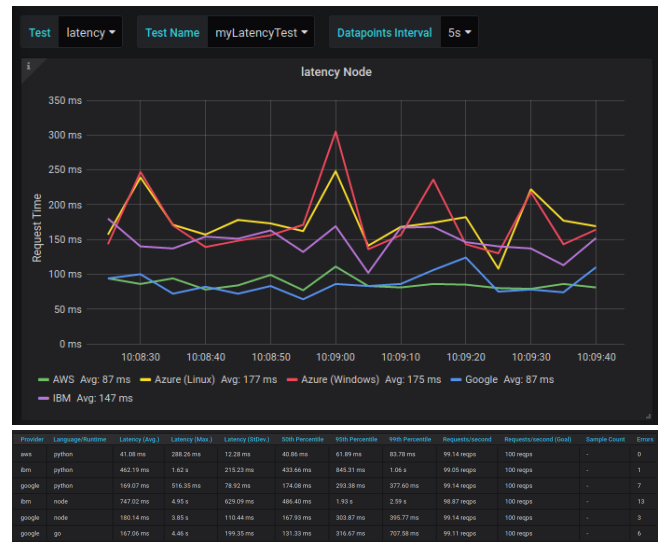 Test latency Test Name myLatencyTest Datapoints Interval 5s
i
latency Node
350 ms
300 ms
250 ms
200 ms
150 ms
100 ms
50 ms
0 ms
Request Time
10:08:30 10:08:40 10:08:50 10:09:00 10:09:10 10:09:20 10:09:30 10:09:40
AWS Avg: 87 ms Azure (Linux) Avg: 177 ms Azure (Windows) Avg: 175 ms Google Avg: 87 ms
IBM Avg: 147 ms
Provider Language/Runtime Latency (Avg.) Latency (Max.) Latency (StDev.) 50th Percentile 95th Percentile 99th Percentile Requests/second Requests/second (Goal) Sample Count Errors
aws python 41.08 ms 288.26 ms 12.28 ms 40.86 ms 61.89 ms 83.78 ms 99.14 reqps 100 reqps - 0
ibm python 462.19 ms 1.62 s 215.23 ms 433.66 ms 845.31 ms 1.06 s 99.05 reqps 100 reqps - 1
google python 169.07 ms 516.35 ms 78.92 ms 174.08 ms 293.38 ms 377.60 ms 99.14 reqps 100 reqps - 7
ibm node 747.02 ms 4.95 s 629.09 ms 486.40 ms 1.93 s 2.59 s 98.87 reqps 100 reqps - 13
google node 180.14 ms 3.85 s 110.44 ms 167.93 ms 303.87 ms 395.77 ms 99.14 reqps 100 reqps - 3
google go 167.06 ms 4.46 s 199.35 ms 131.33 ms 316.67 ms 707.58 ms 99.11 reqps 100 reqps - 6